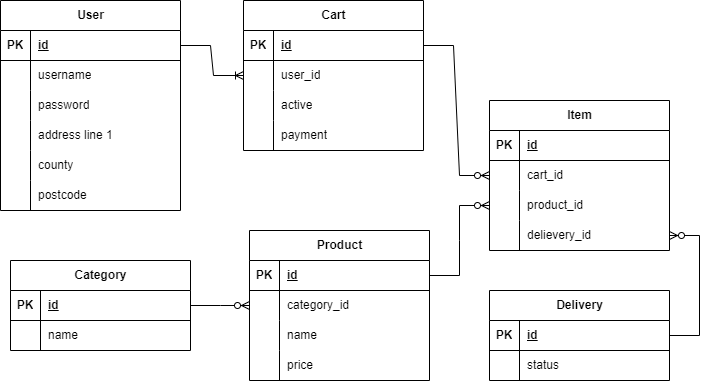 User
PK id
username
password
address line 1
county
postcode
Cart
PK id
user_id
active
payment
Item
PK id
cart_id
product_id
delievery_id
Product
PK id
category_id
name
price
Category
PK id
name
Delivery
PK id
status